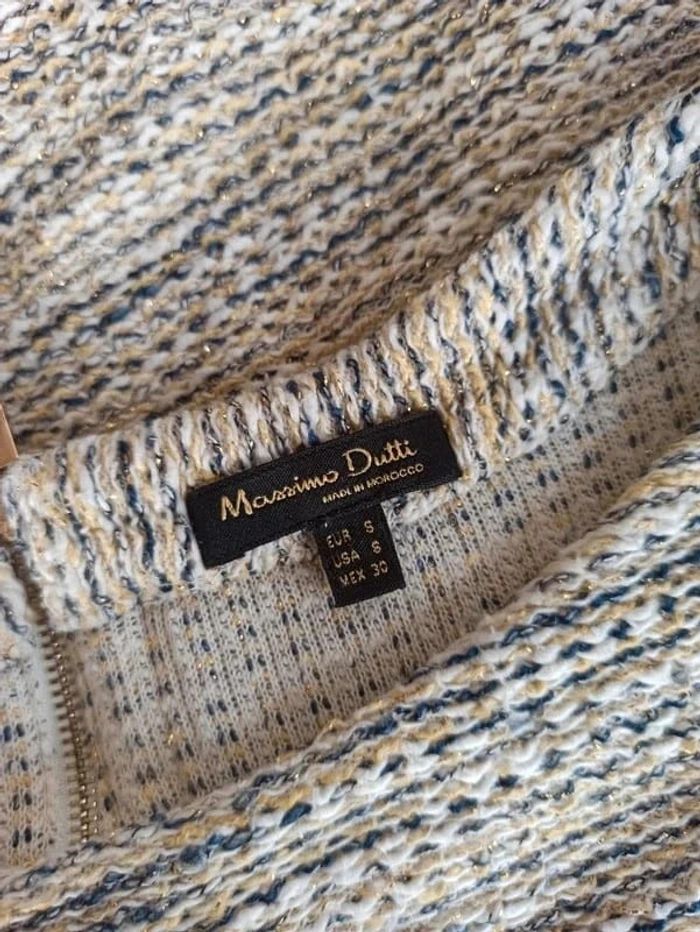 Massimo Dutti
MADE IN MOROCCO
EUR S
USA S
MEX 30